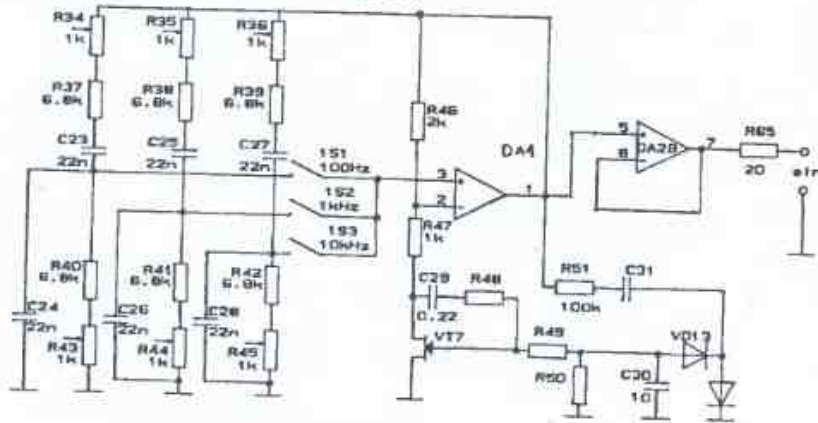 R34
1k
R35
1k
R36
1k
R37
6.8k
R38
6.8k
R39
6.8k
C23
22n
C25
22n
C27
22n
1S1
100Hz
1S2
1kHz
1S3
10kHz
R46
2k
DA4
3
2
1
R47
1k
5
6
7
DA2B
R65
20
R40
6.8k
R41
6.8k
R42
6.8k
C24
22n
C26
22n
C28
22n
R43
1k
R44
1k
R45
1k
C29
0.22
R48
VT7
R51
100k
C31
R49
R50
C30
10
VD13